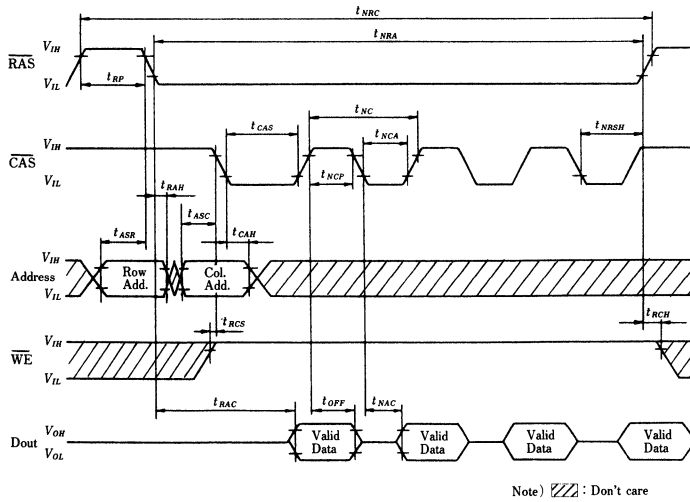 tNRC
VIH
tNRA
RAS
VIL
tRP
tNC
tCAS
tNCA
tNRSH
VIH
CAS
VIL
tNCP
tRAH
tASC
tASR
tCAH
VIH
Address
Row Add.
Col. Add.
VIL
tRCS
tRCH
VIH
WE
VIL
tRAC
tOFF
tNAC
VOH
Dout
Valid Data
Valid Data
Valid Data
Valid Data
VOL
Note) : Don't care